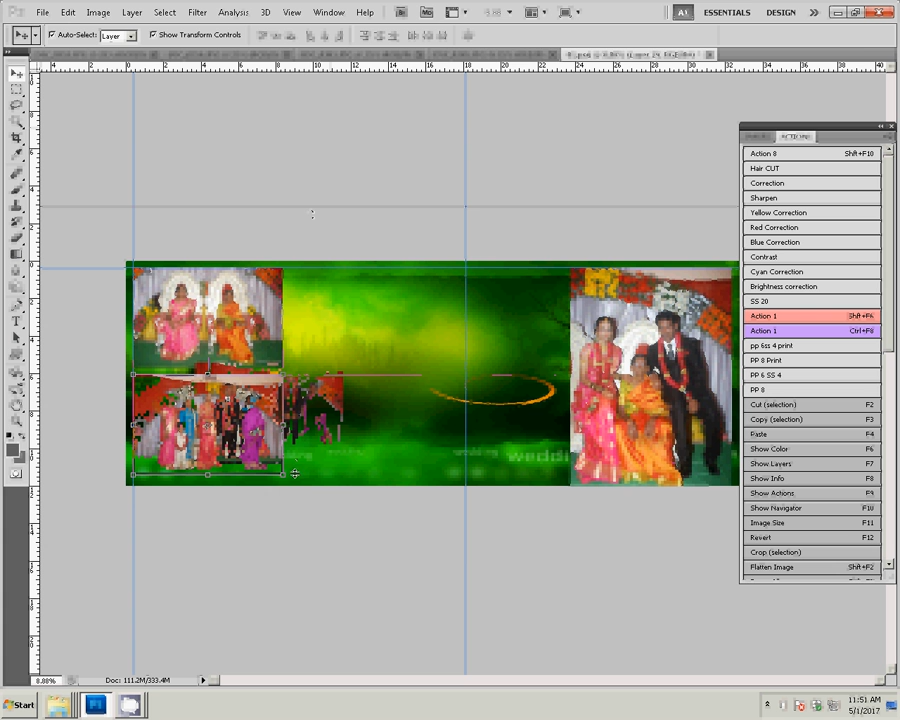 Ps File Edit Image Layer Select Filter Analysis 3D View Window Help ESSENTIALS DESIGN
Auto-Select: Layer Show Transform Controls
Action 8 Shft+F10
Hair CUT
Correction
Sharpen
Yellow Correction
Red Correction
Blue Correction
Contrast
Cyan Correction
Brightness correction
SS 20
Action 1 Shft+F6
Action 1 Ctrl+F8
pp 6ss 4 print
PP 8 Print
PP 6 SS 4
PP 8
Cut (selection) F2
Copy (selection) F3
Paste F4
Show Color F6
Show Layers F7
Show Info F8
Show Actions F9
Show Navigator F10
Image Size F11
Revert F12
Crop (selection)
Flatten Image Shft+F2
8.88% Doc: 111.2M/333.4M
Start 11:51 AM
5/1/2017